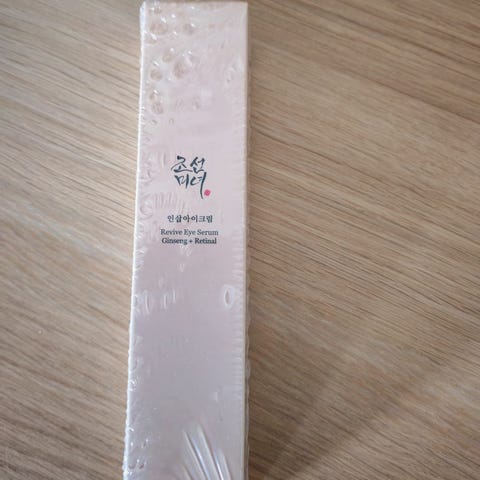 조선
미녀
인삼아이크림
Revive Eye Serum
Ginseng + Retinal